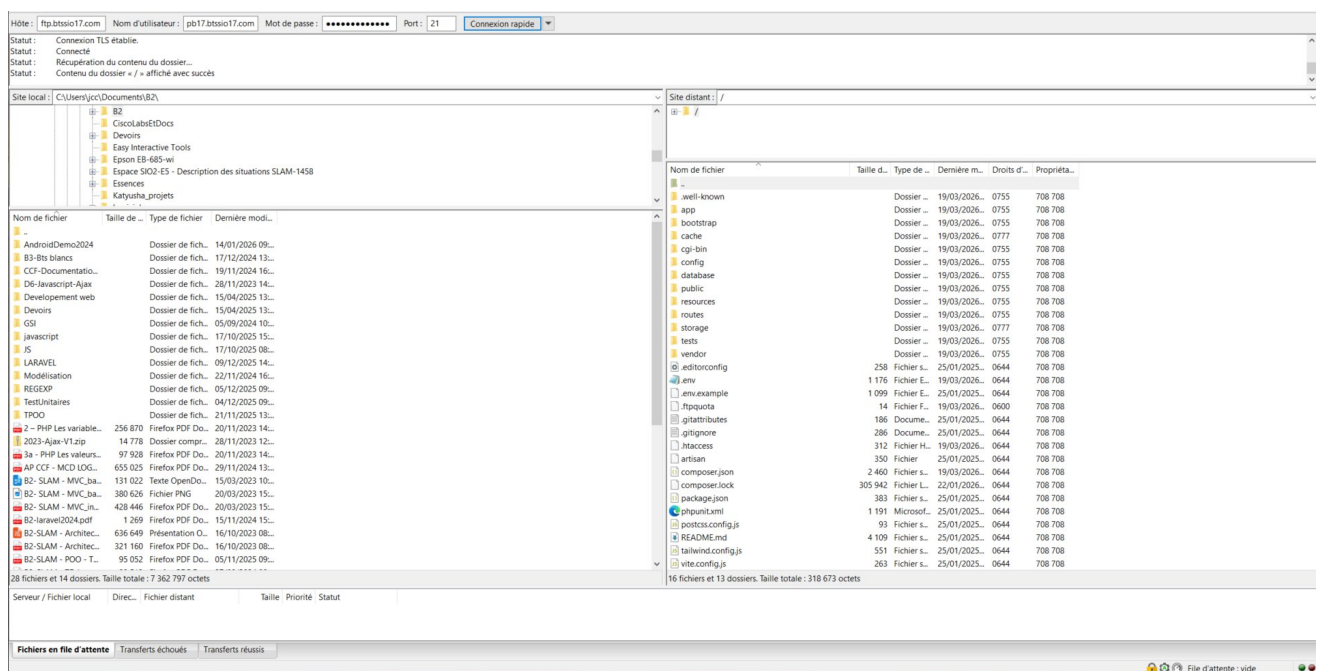 Hôte : ftp.btssio17.com Nom d'utilisateur : pb17.btssio17.com Mot de passe : ●●●●●●●●●●●●● Port : 21 Connexion rapide
Statut : Connexion TLS établie.
Statut : Connecté
Statut : Récupération du contenu du dossier...
Statut : Contenu du dossier « / » affiché avec succès
Site local : C:\Users\jcc\Documents\B2\
B2
CiscoLabsEtDocs
Devoirs
Easy Interactive Tools
Epson EB-685-wi
Espace SIO2-E5 - Description des situations SLAM-1458
Essences
Katyusha_projets
Nom de fichier Taille de ... Type de fichier Dernière modi...
..
AndroidDemo2024 Dossier de fich... 14/01/2026 09:...
B3-Bts blancs Dossier de fich... 17/12/2024 13:...
CCF-Documentatio... Dossier de fich... 19/11/2024 16:...
D6-Javascript-Ajax Dossier de fich... 28/11/2023 14:...
Developement web Dossier de fich... 15/04/2025 13:...
Devoirs Dossier de fich... 15/04/2025 13:...
GSI Dossier de fich... 05/09/2024 10:...
javascript Dossier de fich... 17/10/2025 15:...
JS Dossier de fich... 17/10/2025 08:...
LARAVEL Dossier de fich... 09/12/2025 14:...
Modélisation Dossier de fich... 22/11/2024 16:...
REGEXP Dossier de fich... 05/12/2025 09:...
TestUnitaires Dossier de fich... 04/12/2025 09:...
TPOO Dossier de fich... 21/11/2025 13:...
2 – PHP Les variable... 256 870 Firefox PDF Do... 20/11/2023 14:...
2023-Ajax-V1.zip 14 778 Dossier compr... 28/11/2023 12:...
3a - PHP Les valeurs... 97 928 Firefox PDF Do... 20/11/2023 14:...
AP CCF - MCD LOG... 655 025 Firefox PDF Do... 29/11/2024 13:...
B2- SLAM - MVC_ba... 131 022 Texte OpenDo... 15/03/2023 10:...
B2- SLAM - MVC_ba... 380 626 Fichier PNG 20/03/2023 15:...
B2- SLAM - MVC_in... 428 446 Firefox PDF Do... 20/03/2023 15:...
B2-laravel2024.pdf 1 269 Firefox PDF Do... 15/11/2024 15:...
B2-SLAM - Architec... 636 649 Présentation O... 16/10/2023 08:...
B2-SLAM - Architec... 321 160 Firefox PDF Do... 16/10/2023 08:...
B2-SLAM - POO - T... 95 052 Firefox PDF Do... 05/11/2025 09:...
28 fichiers et 14 dossiers. Taille totale : 7 362 797 octets
Site distant : /
/
Nom de fichier Taille d... Type de ... Dernière m... Droits d'... Propriéta...
..
.well-known Dossier ... 19/03/2026... 0755 708 708
app Dossier ... 19/03/2026... 0755 708 708
bootstrap Dossier ... 19/03/2026... 0755 708 708
cache Dossier ... 19/03/2026... 0777 708 708
cgi-bin Dossier ... 19/03/2026... 0755 708 708
config Dossier ... 19/03/2026... 0755 708 708
database Dossier ... 19/03/2026... 0755 708 708
public Dossier ... 19/03/2026... 0755 708 708
resources Dossier ... 19/03/2026... 0755 708 708
routes Dossier ... 19/03/2026... 0755 708 708
storage Dossier ... 19/03/2026... 0777 708 708
tests Dossier ... 19/03/2026... 0755 708 708
vendor Dossier ... 19/03/2026... 0755 708 708
.editorconfig 258 Fichier s... 25/01/2025... 0644 708 708
.env 1 176 Fichier E... 19/03/2026... 0644 708 708
.env.example 1 099 Fichier E... 25/01/2025... 0644 708 708
.ftpquota 14 Fichier F... 19/03/2026... 0600 708 708
.gitattributes 186 Docume... 25/01/2025... 0644 708 708
.gitignore 286 Docume... 25/01/2025... 0644 708 708
.htaccess 312 Fichier H... 19/03/2026... 0644 708 708
artisan 350 Fichier 25/01/2025... 0644 708 708
composer.json 2 460 Fichier s... 19/03/2026... 0644 708 708
composer.lock 305 942 Fichier L... 22/01/2026... 0644 708 708
package.json 383 Fichier s... 25/01/2025... 0644 708 708
phpunit.xml 1 191 Microsof... 25/01/2025... 0644 708 708
postcss.config.js 93 Fichier s... 25/01/2025... 0644 708 708
README.md 4 109 Fichier s... 25/01/2025... 0644 708 708
tailwind.config.js 551 Fichier s... 25/01/2025... 0644 708 708
vite.config.js 263 Fichier s... 25/01/2025... 0644 708 708
16 fichiers et 13 dossiers. Taille totale : 318 673 octets
Serveur / Fichier local Direc... Fichier distant Taille Priorité Statut
Fichiers en file d'attente Transferts échoués Transferts réussis
File d'attente : vide